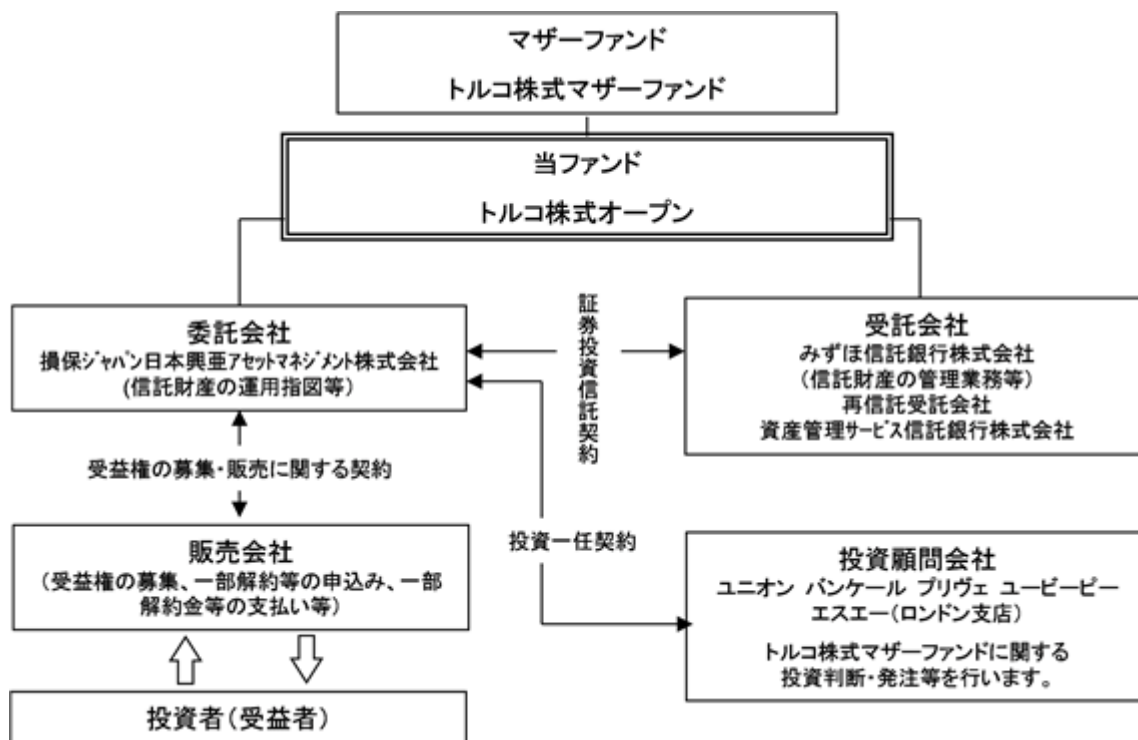 マザーファンド
トルコ株式マザーファンド
当ファンド
トルコ株式オープン
委託会社
損保ｼﾞｬﾊﾟﾝ日本興亜ｱｾｯﾄﾏﾈｼﾞﾒﾝﾄ株式会社
(信託財産の運用指図等)
証券投資信託契約
受託会社
みずほ信託銀行株式会社
(信託財産の管理業務等)
再信託受託会社
資産管理サービス信託銀行株式会社
受益権の募集・販売に関する契約
販売会社
(受益権の募集、一部解約等の申込み、一部
解約金等の支払い等)
投資一任契約
投資顧問会社
ユニオン バンケール プリヴェ ユービーピー
エスエー(ロンドン支店)
トルコ株式マザーファンドに関する
投資判断・発注等を行います。
投資者(受益者)